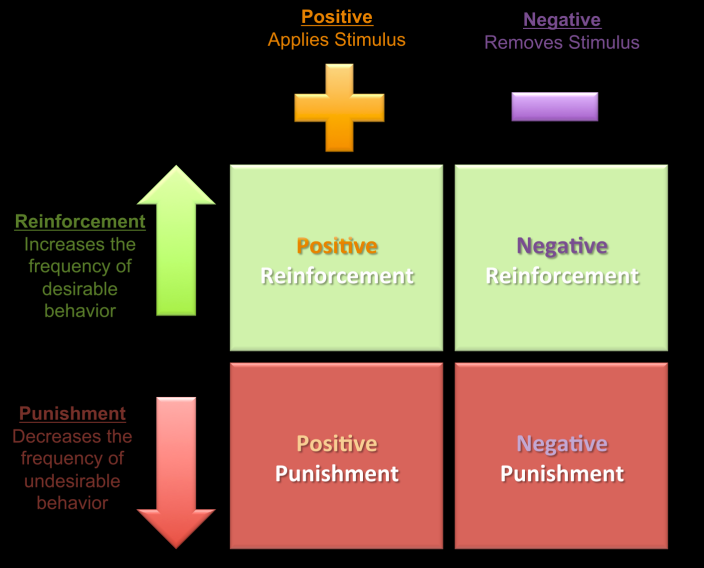 Positive
Applies Stimulus
Negative
Removes Stimulus
Reinforcement
Increases the
frequency of
desirable
behavior
Positive
Reinforcement
Negative
Reinforcement
Punishment
Decreases the
frequency of
undesirable
behavior
Positive
Punishment
Negative
Punishment